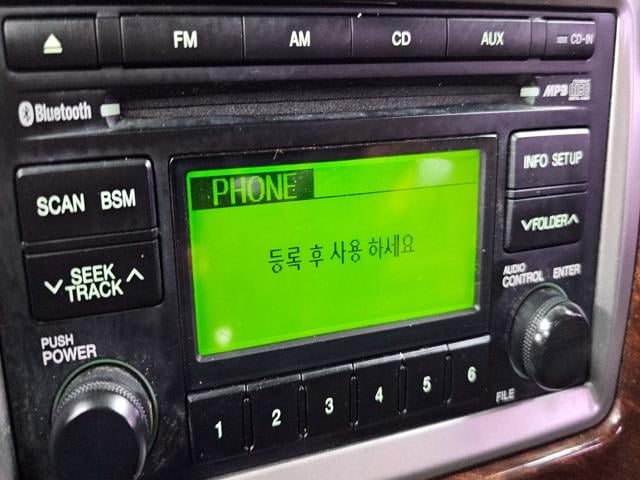 FM AM CD AUX CD-IN
Bluetooth MP3
SCAN BSM
INFO SETUP
PHONE
FOLDER
등록 후 사용 하세요
SEEK
TRACK
AUDIO
CONTROL ENTER
PUSH
POWER
1 2 3 4 5 6
FILE